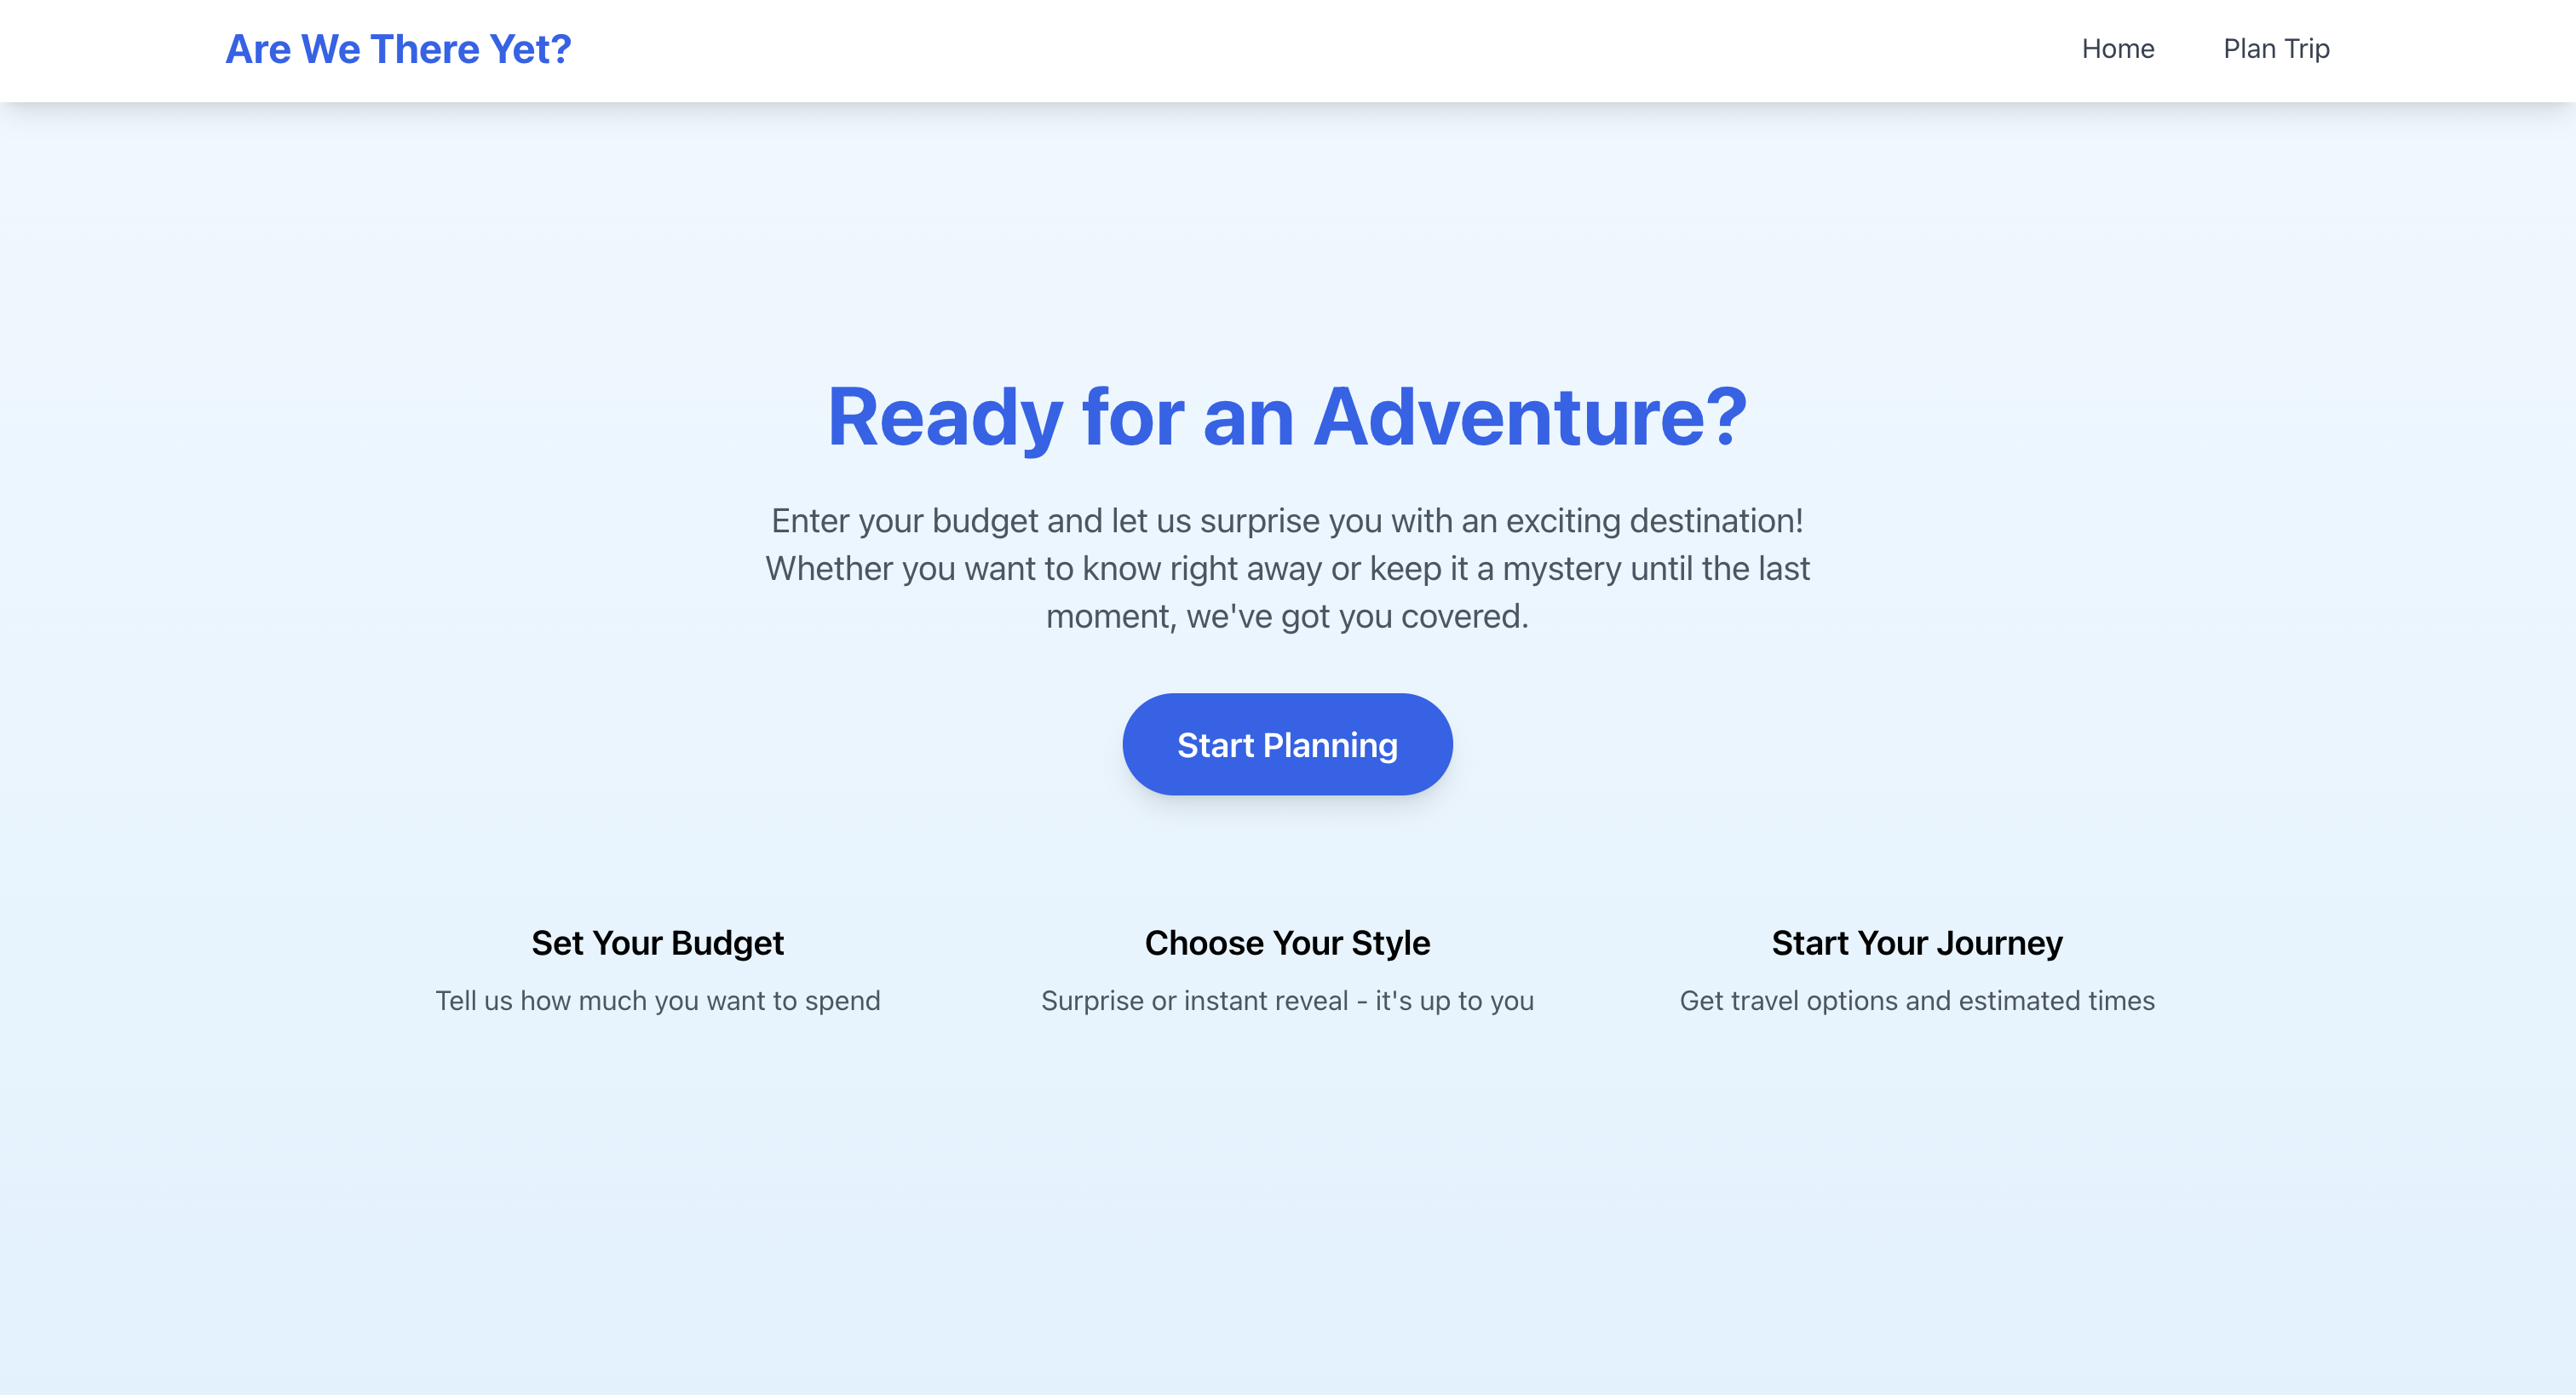 Are We There Yet?
Home
Plan Trip
Ready for an Adventure?
Enter your budget and let us surprise you with an exciting destination!
Whether you want to know right away or keep it a mystery until the last
moment, we've got you covered.
Start Planning
Set Your Budget
Tell us how much you want to spend
Choose Your Style
Surprise or instant reveal - it's up to you
Start Your Journey
Get travel options and estimated times